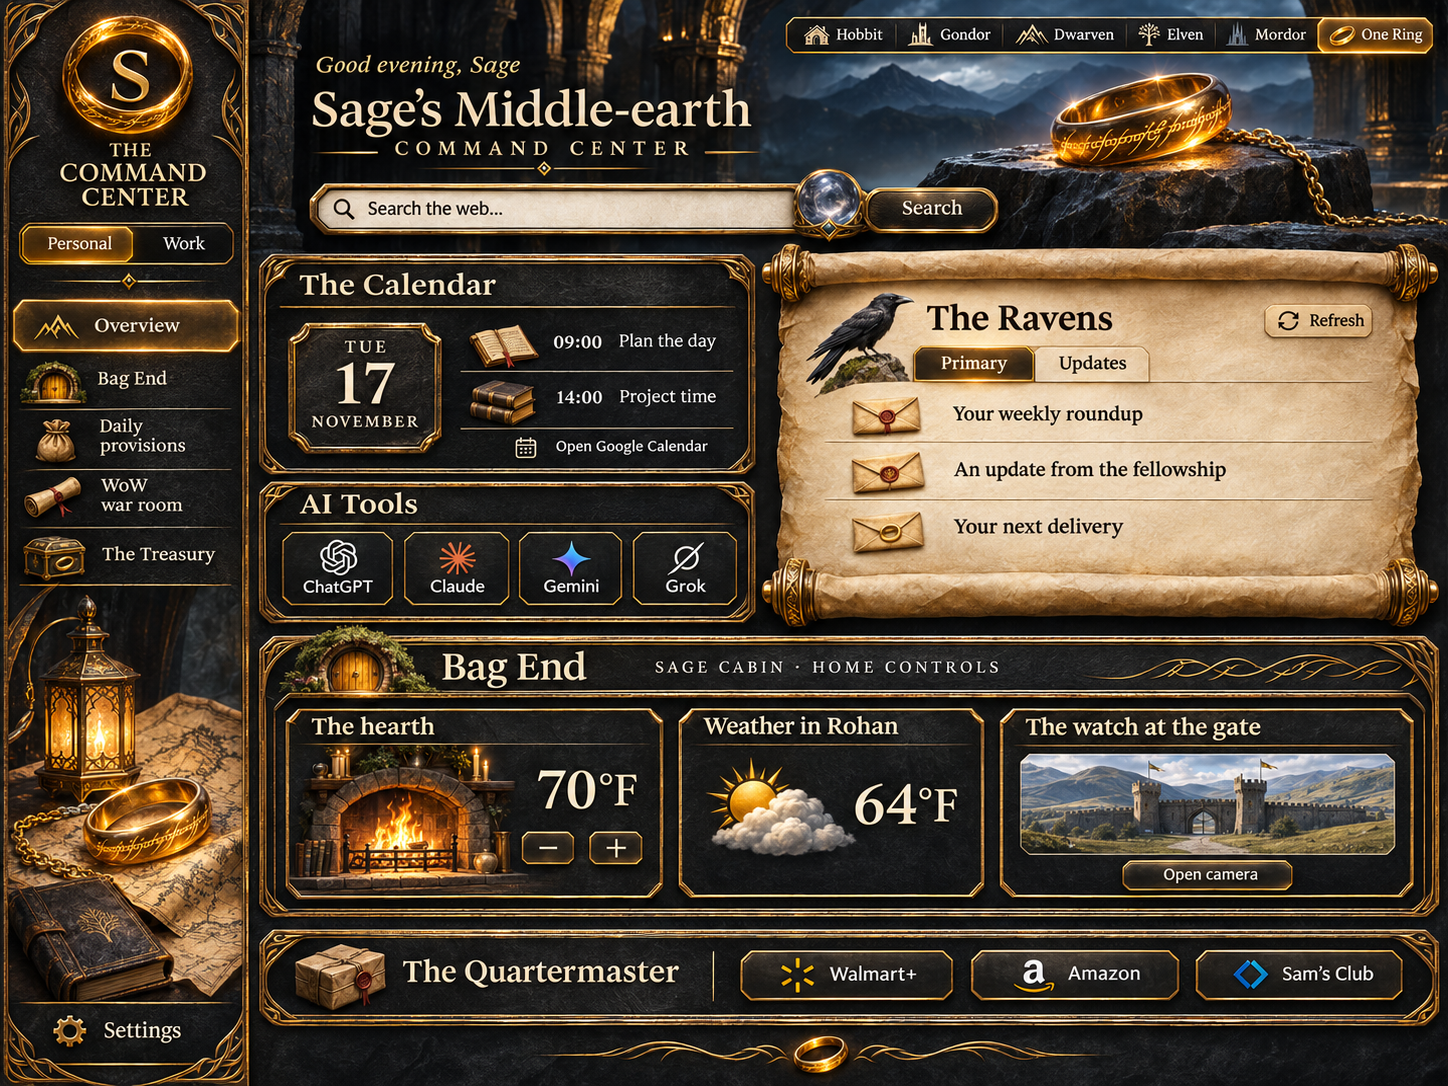 S
THE
COMMAND
CENTER
Personal
Work
Overview
Bag End
Daily
provisions
WoW
war room
The Treasury
Settings
Hobbit
Gondor
Dwarven
Elven
Mordor
One Ring
Good evening, Sage
Sage's Middle-earth
COMMAND CENTER
Search the web...
Search
The Calendar
TUE
17
NOVEMBER
09:00 Plan the day
14:00 Project time
Open Google Calendar
AI Tools
ChatGPT
Claude
Gemini
Grok
The Ravens
Refresh
Primary
Updates
Your weekly roundup
An update from the fellowship
Your next delivery
Bag End
SAGE CABIN · HOME CONTROLS
The hearth
70°F
−
+
Weather in Rohan
64°F
The watch at the gate
Open camera
The Quartermaster
Walmart+
a
Amazon
Sam's Club